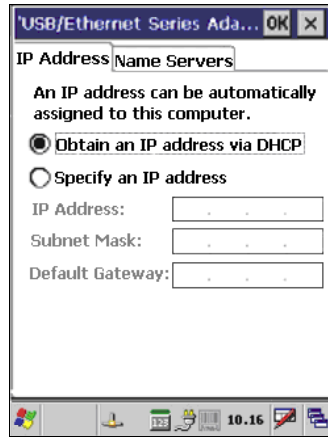 'USB/Ethernet Series Ada... OK ×
IP Address Name Servers
An IP address can be automatically
assigned to this computer.
Obtain an IP address via DHCP
Specify an IP address
IP Address: . . .
Subnet Mask: . . .
Default Gateway: . . .
123 10.16